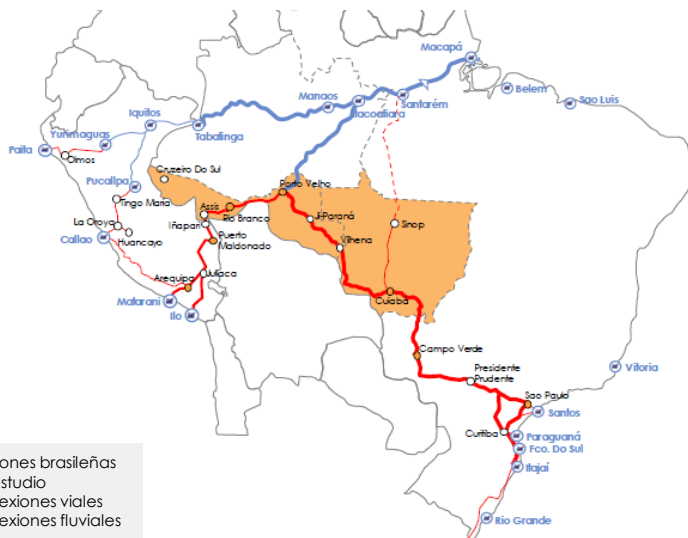 Macapá
Belem
Sao Luis
Manaos
Santarém
Itacoatiara
Iquitos
Tabatinga
Yurimaguas
Paita
Olmos
Cruzeiro Do Sul
Pucallpa
Porto Velho
Tingo Maria
Assis
Rio Branco
Ji-Paraná
Sinop
La Oroya
Iñapari
Huancayo
Callao
Puerto
Maldonado
Vilhena
Juliaca
Arequipa
Matarani
Ilo
Cuiabá
Campo Verde
Presidente
Prudente
Vitoria
Sao Paulo
Santos
Curitiba
Paraguaná
Fco. Do Sul
Itajaí
Rio Grande
ones brasileñas
studio
exiones viales
exiones fluviales